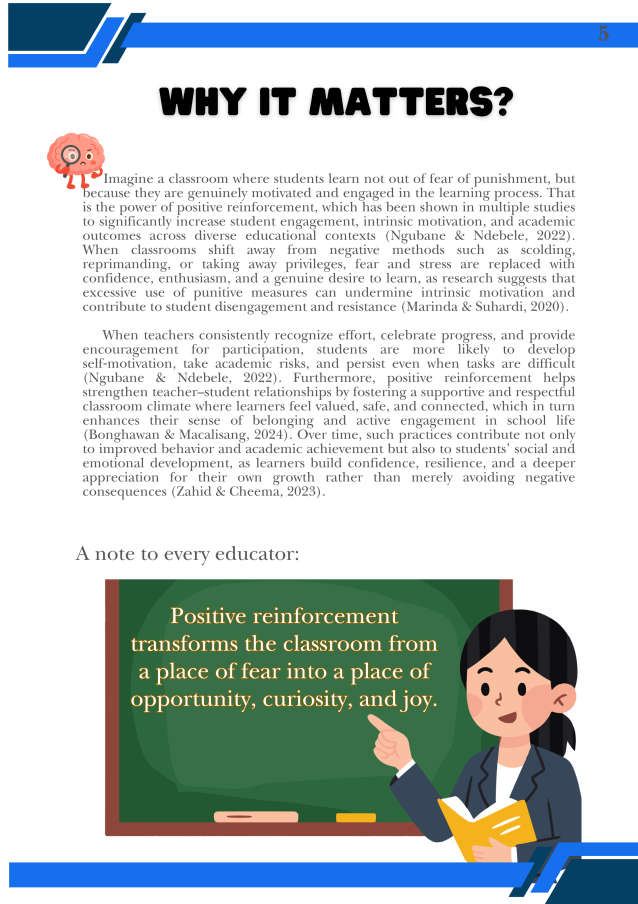 5
WHY IT MATTERS?
Imagine a classroom where students learn not out of fear of punishment, but
because they are genuinely motivated and engaged in the learning process. That
is the power of positive reinforcement, which has been shown in multiple studies
to significantly increase student engagement, intrinsic motivation, and academic
outcomes across diverse educational contexts (Ngubane & Ndebele, 2022).
When classrooms shift away from negative methods such as scolding,
reprimanding, or taking away privileges, fear and stress are replaced with
confidence, enthusiasm, and a genuine desire to learn, as research suggests that
excessive use of punitive measures can undermine intrinsic motivation and
contribute to student disengagement and resistance (Marinda & Suhardi, 2020).
When teachers consistently recognize effort, celebrate progress, and provide
encouragement for participation, students are more likely to develop
self-motivation, take academic risks, and persist even when tasks are difficult
(Ngubane & Ndebele, 2022). Furthermore, positive reinforcement helps
strengthen teacher–student relationships by fostering a supportive and respectful
classroom climate where learners feel valued, safe, and connected, which in turn
enhances their sense of belonging and active engagement in school life
(Bonghawan & Macalisang, 2024). Over time, such practices contribute not only
to improved behavior and academic achievement but also to students’ social and
emotional development, as learners build confidence, resilience, and a deeper
appreciation for their own growth rather than merely avoiding negative
consequences (Zahid & Cheema, 2023).
A note to every educator:
Positive reinforcement
transforms the classroom from
a place of fear into a place of
opportunity, curiosity, and joy.